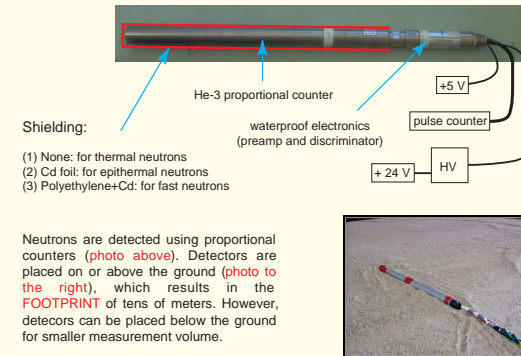 +5 V
He-3 proportional counter
Shielding:
waterproof electronics
(preamp and discriminator)
pulse counter
(1) None: for thermal neutrons
(2) Cd foil: for epithermal neutrons
(3) Polyethylene+Cd: for fast neutrons
+ 24 V
HV
Neutrons are detected using proportional
counters (photo above). Detectors are
placed on or above the ground (photo to
the right), which results in the
FOOTPRINT of tens of meters. However,
detecors can be placed below the ground
for smaller measurement volume.